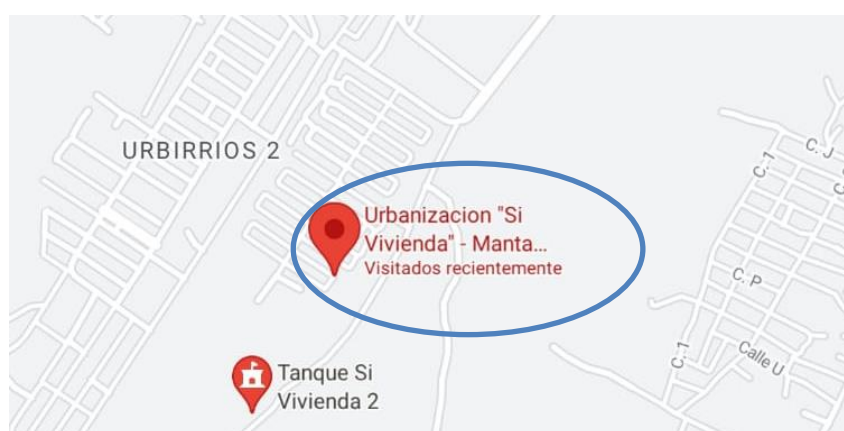 URBIRRIOS 2
Urbanizacion "Si
Vivienda" - Manta...
Visitados recientemente
Tanque Si
Vivienda 2
C. 1
C. J
C. P
Calle U
C. 1